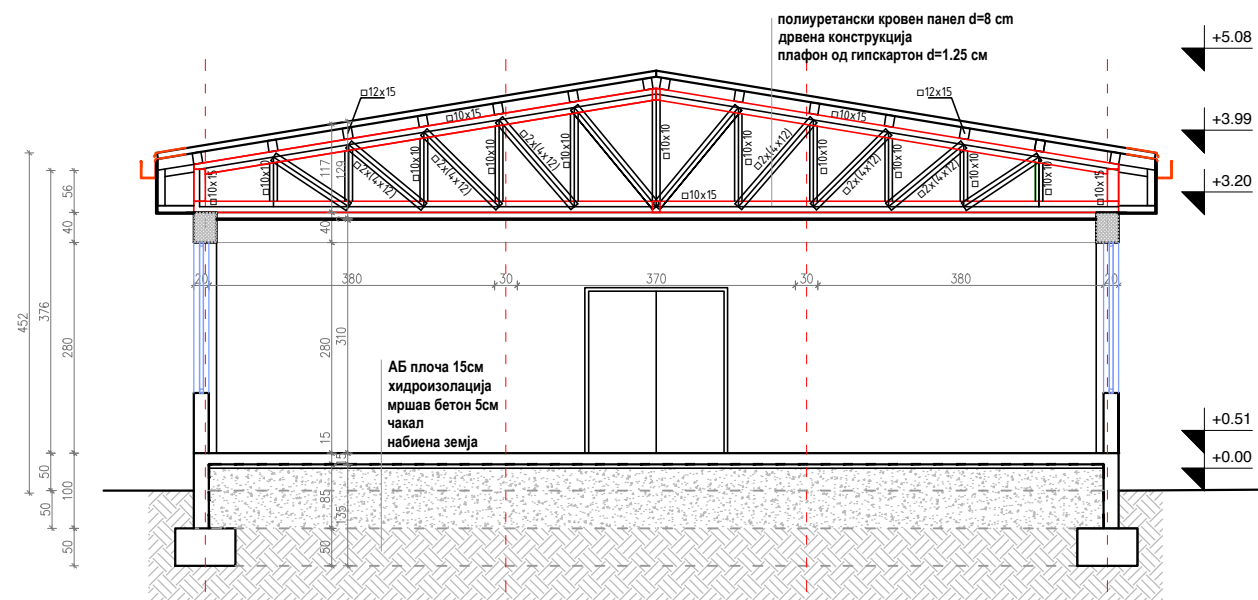 полиуретански кровен панел d=8 cm
дрвена конструкција
плафон од гипскартон d=1.25 см
+5.08
+3.99
+3.20
+0.51
+0.00
□12x15
□12x15
□10x15
□10x15
□10x15
□10x10
□2x(4x12)
□10x10
□2x(4x12)
□10x10
□2x(4x12)
□10x10
□10x10
□10x15
□10x10
□2x(4x12)
□10x10
□2x(4x12)
□10x10
□2x(4x12)
□10x10
□10x10
□10x15
117
129
56
40
40
20
380
30
370
30
380
20
452
376
280
280
310
АБ плоча 15см
хидроизолација
мршав бетон 5см
чакал
набиена земја
15
15
50
100
50
50
85
135
50